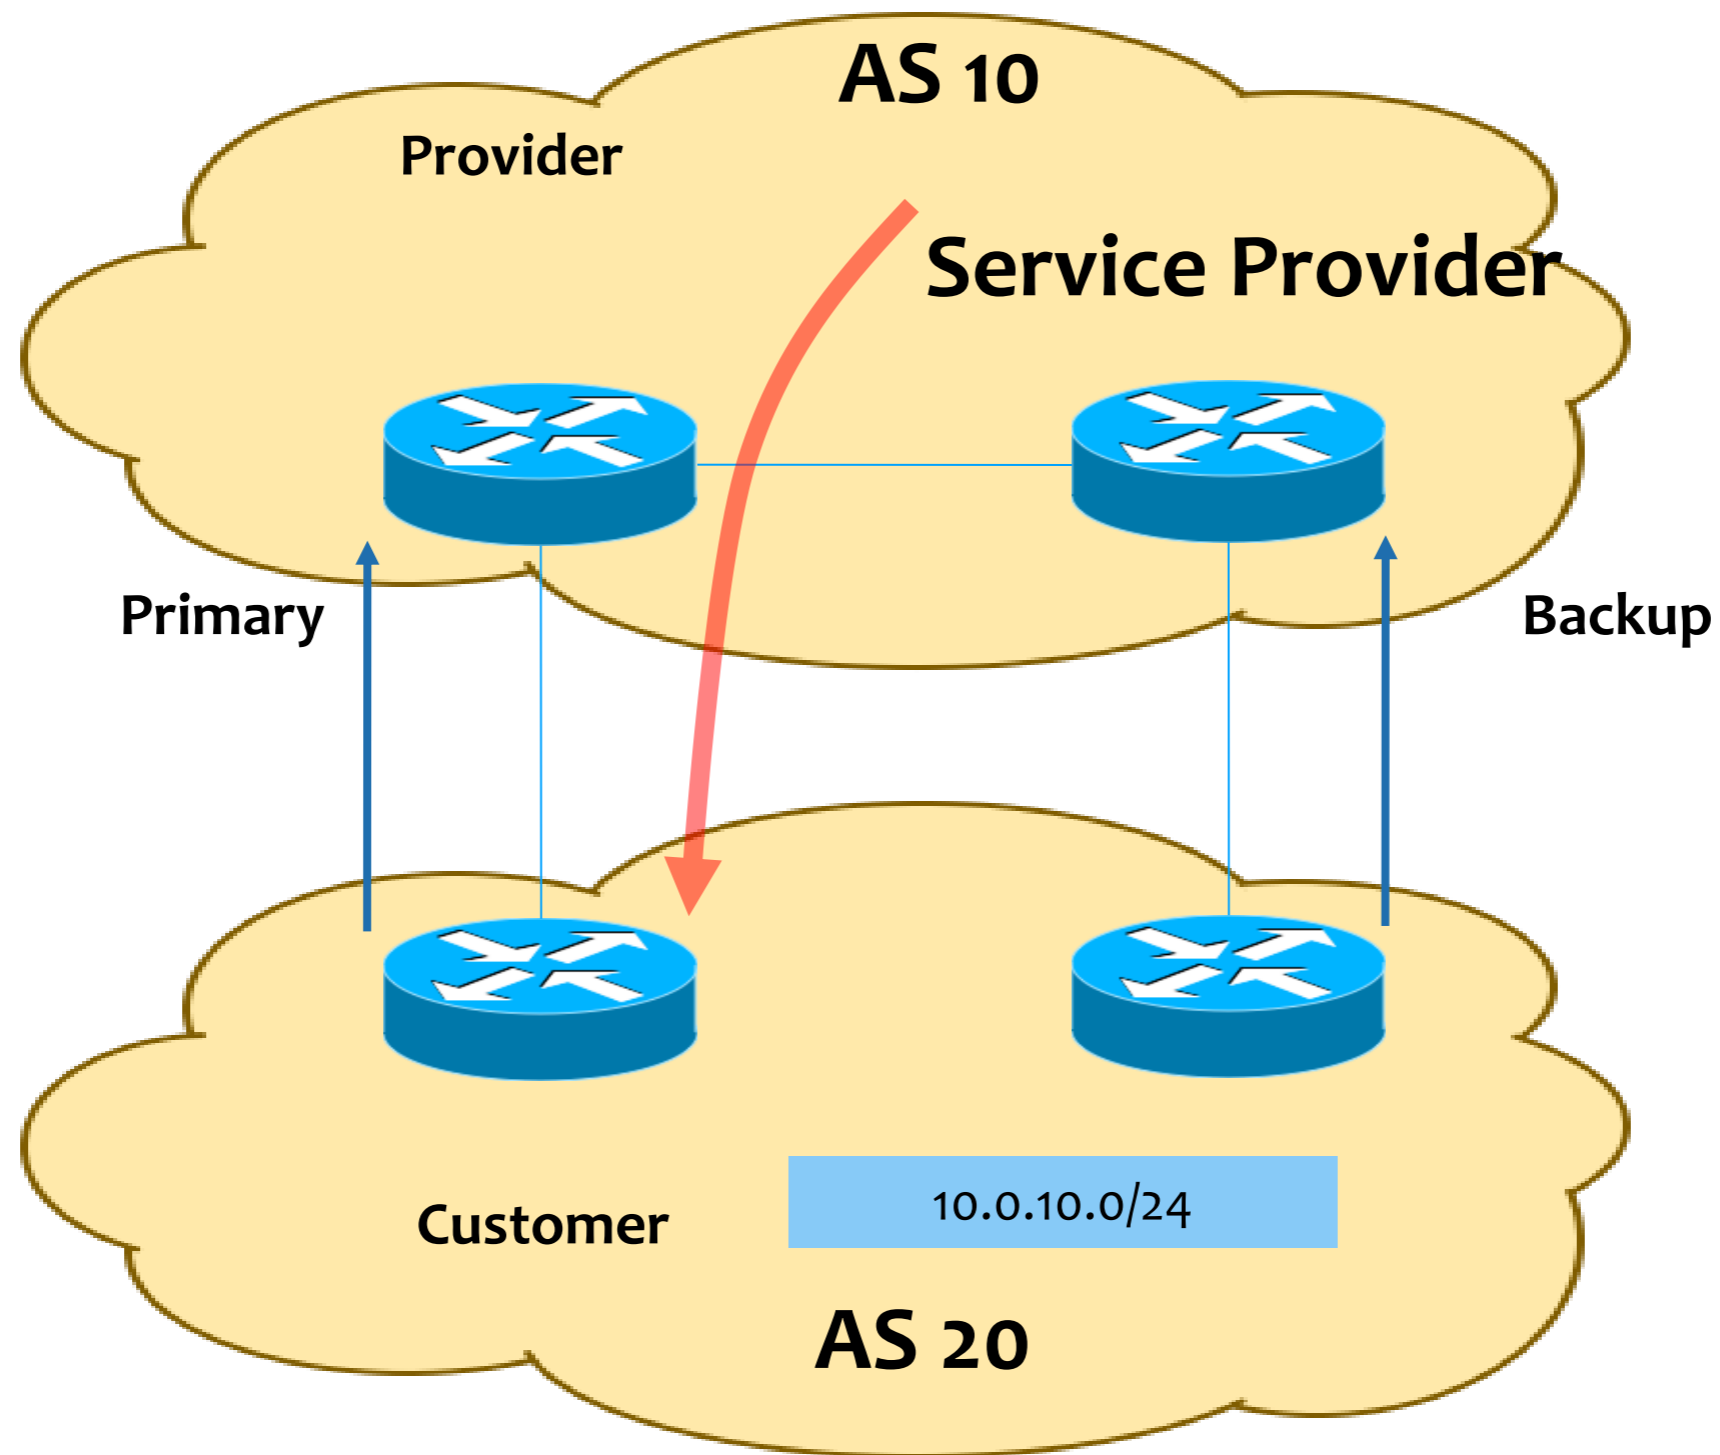 AS 10
Provider
Service Provider
Primary
Backup
10.0.10.0/24
Customer
AS 20